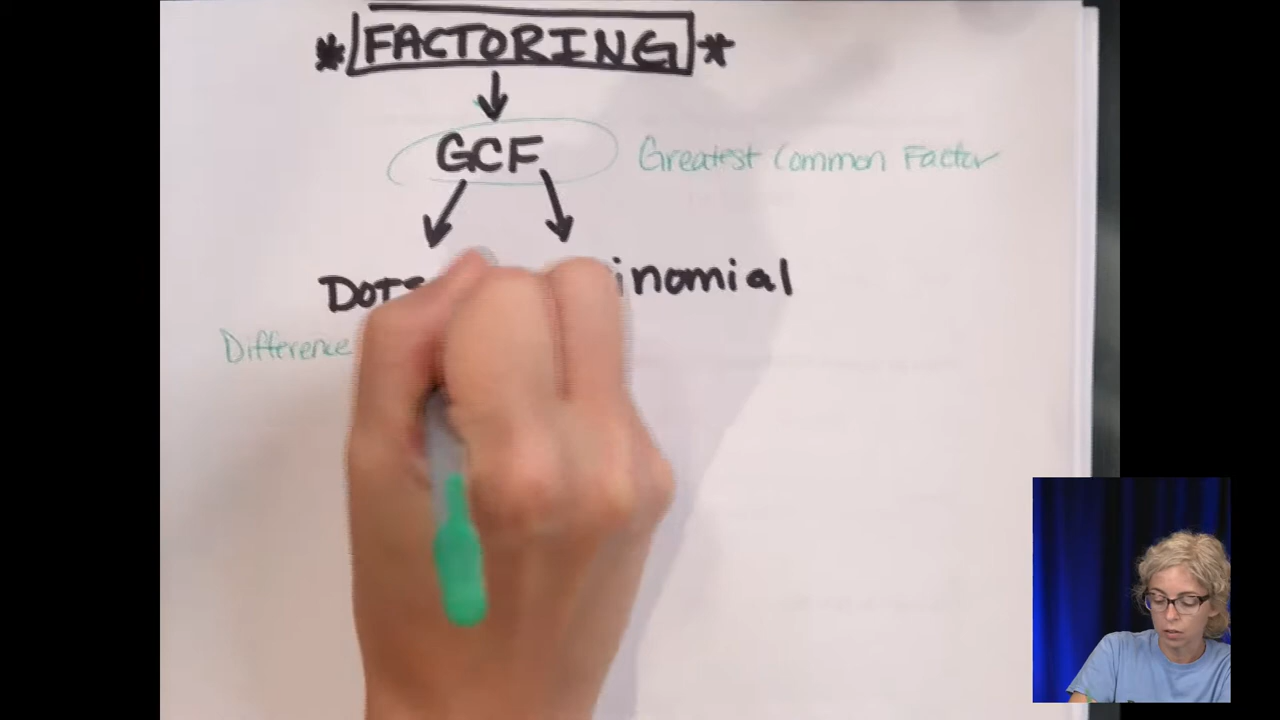 *FACTORING*
GCF Greatest Common Factor
DOTS inomial
Difference